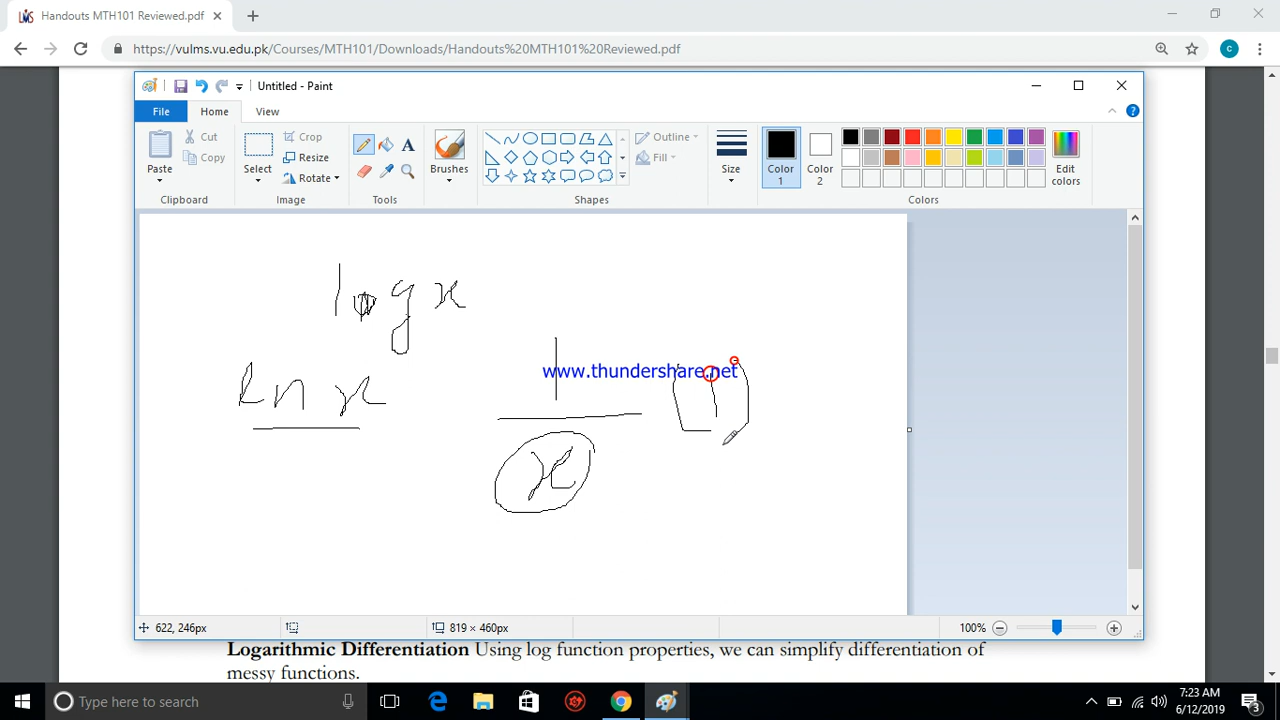 Handouts MTH101 Reviewed.pdf
https://vulms.vu.edu.pk/Courses/MTH101/Downloads/Handouts%20MTH101%20Reviewed.pdf
c
Untitled - Paint
File Home View
Paste Cut Copy
Clipboard
Select Crop Resize Rotate
Image
A
Tools
Brushes
Outline Fill
Shapes
Size
Color 1
Color 2
Edit colors
Colors
log x
ln x
1
x
(1)
www.thundershare.net
622, 246px
819 × 460px
100%
Logarithmic Differentiation Using log function properties, we can simplify differentiation of
messy functions.
Type here to search
7:23 AM
6/12/2019
3